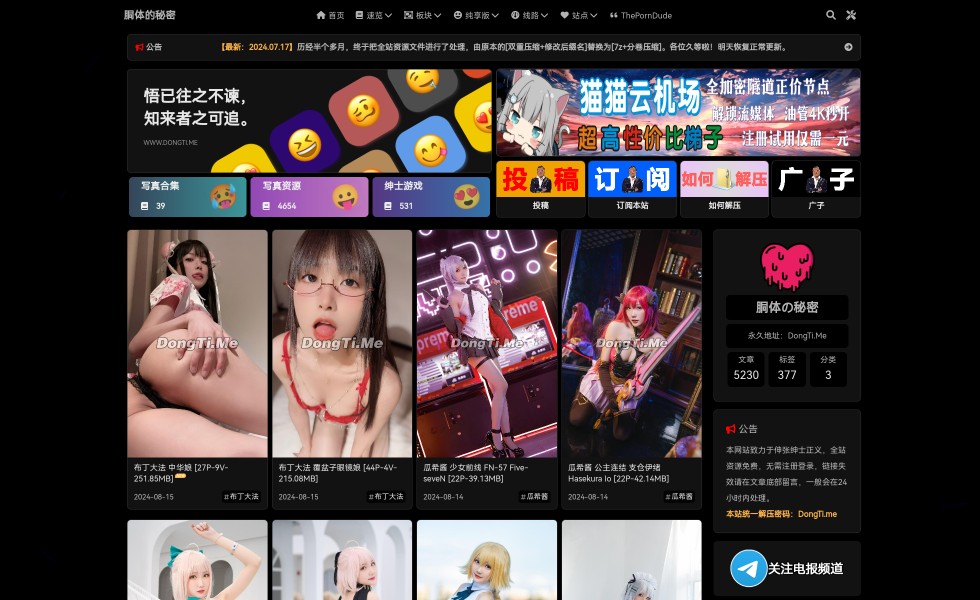 胴体的秘密
首页 速览 板块 纯享版 线路 站点 ThePornDude
公告
【最新：2024.07.17】历经半个多月，终于把全站资源文件进行了处理，由原本的[双重压缩+修改后缀名]替换为[7z+分卷压缩]。各位久等啦！明天恢复正常更新。
悟已往之不谏，
知来者之可追。
WWW.DONGTI.ME
猫猫云机场
超高性价比梯子
全加密隧道正价节点
解锁流媒体 油管4K秒开
注册试用仅需一元
写真合集
39
写真资源
4654
绅士游戏
531
投稿
投稿
订阅
订阅本站
如何解压
如何解压
广子
广子
DongTi.Me
DongTi.Me
DongTi.Me
DongTi.Me
reme
preme
布丁大法 中华娘 [27P-9V-
251.85MB]
2024-08-15
#布丁大法
布丁大法 覆盆子眼镜娘 [44P-4V-
215.08MB]
2024-08-15
#布丁大法
瓜希酱 少女前线 FN-57 Five-
seveN [22P-39.13MB]
2024-08-14
#瓜希酱
瓜希酱 公主连结 支仓伊绪
Hasekura Io [22P-42.14MB]
2024-08-14
#瓜希酱
胴体の秘密
永久地址：DongTi.Me
文章 标签 分类
5230 377 3
公告
本网站致力于伸张绅士正义，全站
资源免费，无需注册登录，链接失
效请在文章底部留言，一般会在24
小时内处理。
本站统一解压密码：DongTi.me
关注电报频道